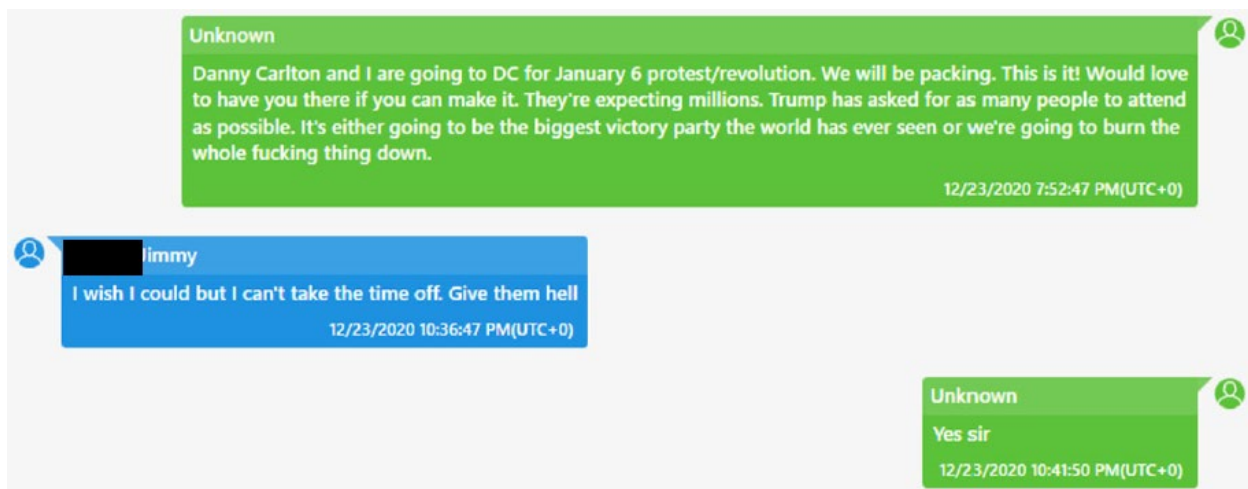 Unknown
Danny Carlton and I are going to DC for January 6 protest/revolution. We will be packing. This is it! Would love
to have you there if you can make it. They're expecting millions. Trump has asked for as many people to attend
as possible. It's either going to be the biggest victory party the world has ever seen or we're going to burn the
whole fucking thing down.
12/23/2020 7:52:47 PM(UTC+0)
Jimmy
I wish I could but I can't take the time off. Give them hell
12/23/2020 10:36:47 PM(UTC+0)
Unknown
Yes sir
12/23/2020 10:41:50 PM(UTC+0)